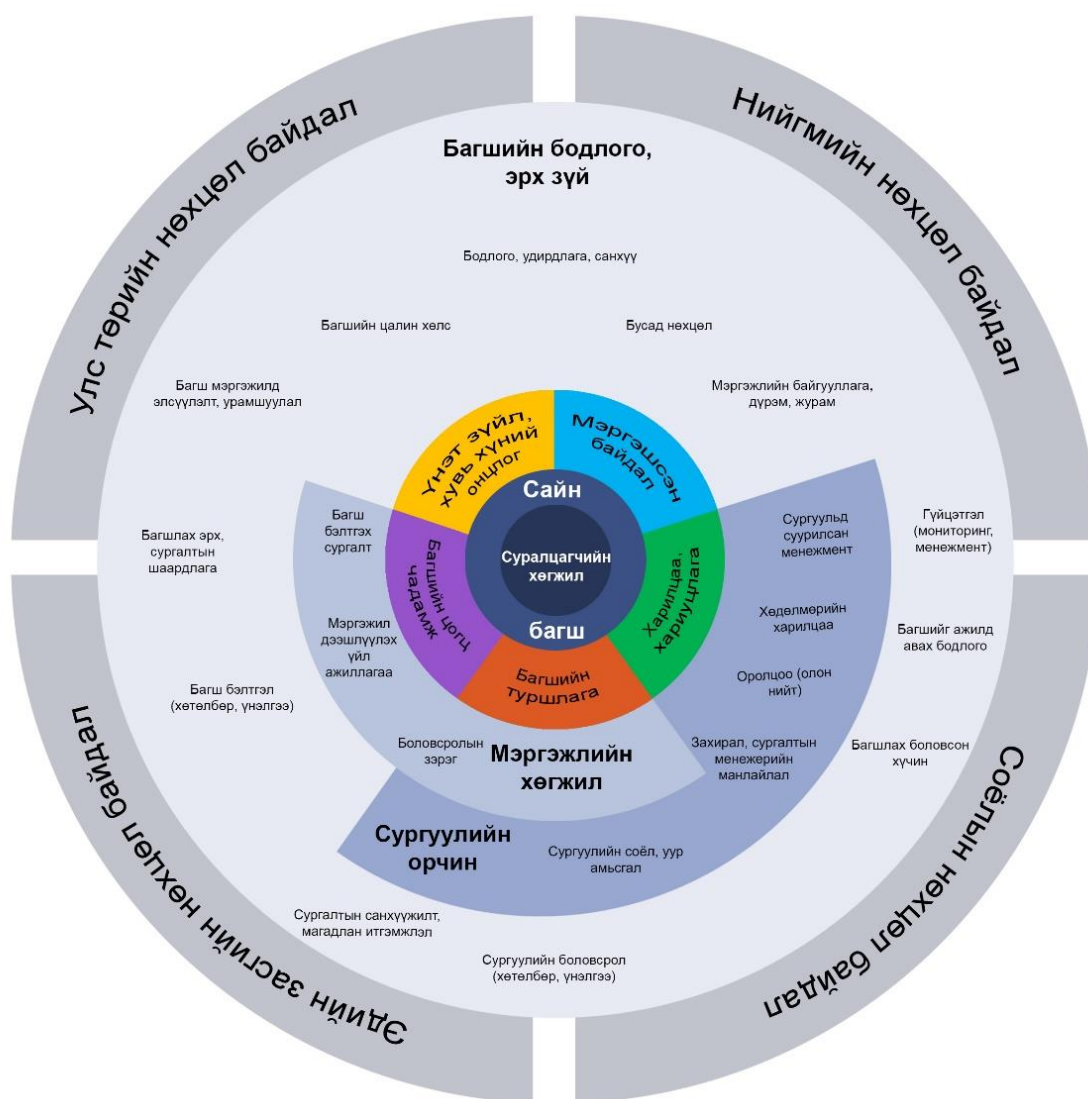 Улс төрийн нөхцөл байдал
Нийгмийн нөхцөл байдал
Багшийн бодлого,
эрх зүй
Бодлого, удирдлага, санхүү
Багшийн цалин хөлс
Бусад нөхцөл
Багш мэргэжилд
элсүүлэлт, урамшуулал
Мэргэжлийн байгууллага,
дүрэм, журам
Үнэт зүйл,
хувь хүний
онцлог
Мэргэшсэн
байдал
Сайн
Суралцагчийн
хөгжил
багш
Багшийн цогц
чадамж
Харилцаа,
хариуцлага
Багшийн
туршлага
Багшлах эрх,
сургалтын
шаардлага
Багш
бэлтгэх
сургалт
Сургуульд
суурилсан
менежмент
Гүйцэтгэл
(мониторинг,
менежмент)
Мэргэжил
дээшлүүлэх
үйл
ажиллагаа
Хөдөлмөрийн
харилцаа
Багшийг ажилд
авах бодлого
Багш бэлтгэл
(хөтөлбөр, үнэлгээ)
Оролцоо (олон
нийт)
Боловсролын
зэрэг
Мэргэжлийн
хөгжил
Захирал, сургалтын
менежерийн
манлайлал
Багшлах боловсон
хүчин
Сургуулийн
орчин
Сургуулийн соёл, уур
амьсгал
Сургалтын санхүүжилт,
магадлан итгэмжлэл
Сургуулийн боловсрол
(хөтөлбөр, үнэлгээ)
Эдийн засгийн нөхцөл байдал
Соёлын нөхцөл байдал